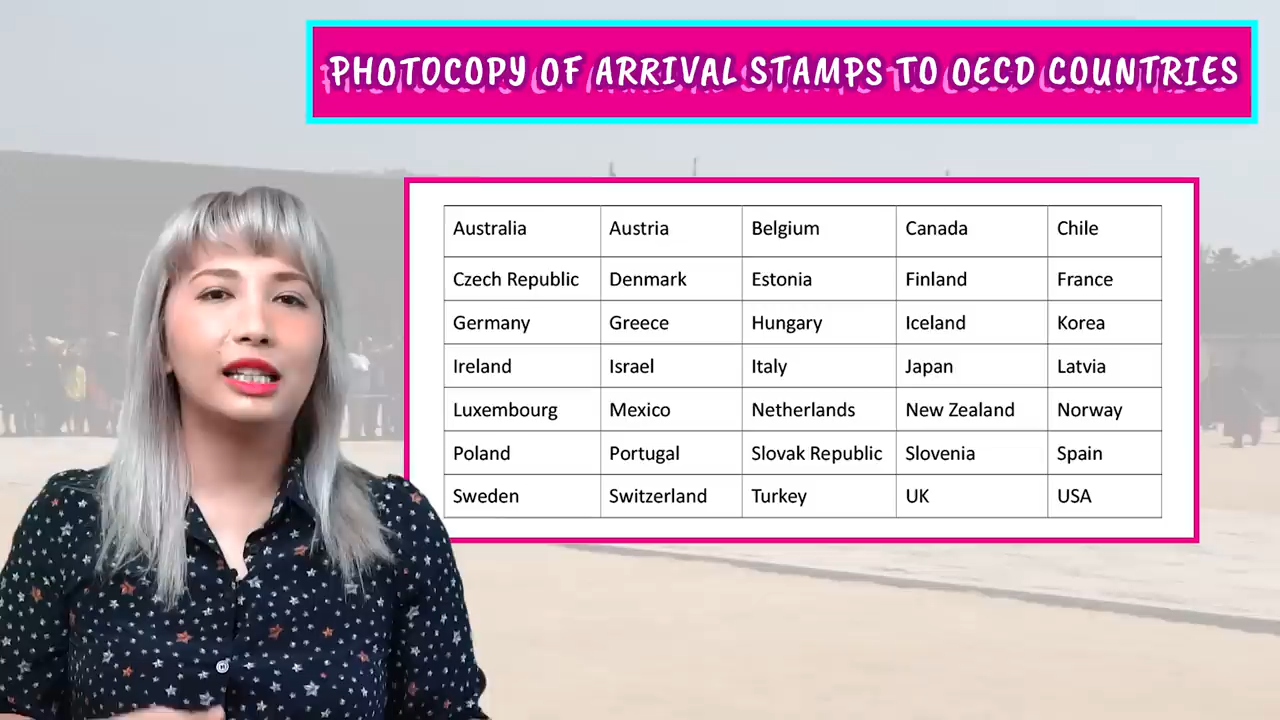 PHOTOCOPY OF ARRIVAL STAMPS TO OECD COUNTRIES
Australia Austria Belgium Canada Chile
Czech Republic Denmark Estonia Finland France
Germany Greece Hungary Iceland Korea
Ireland Israel Italy Japan Latvia
Luxembourg Mexico Netherlands New Zealand Norway
Poland Portugal Slovak Republic Slovenia Spain
Sweden Switzerland Turkey UK USA